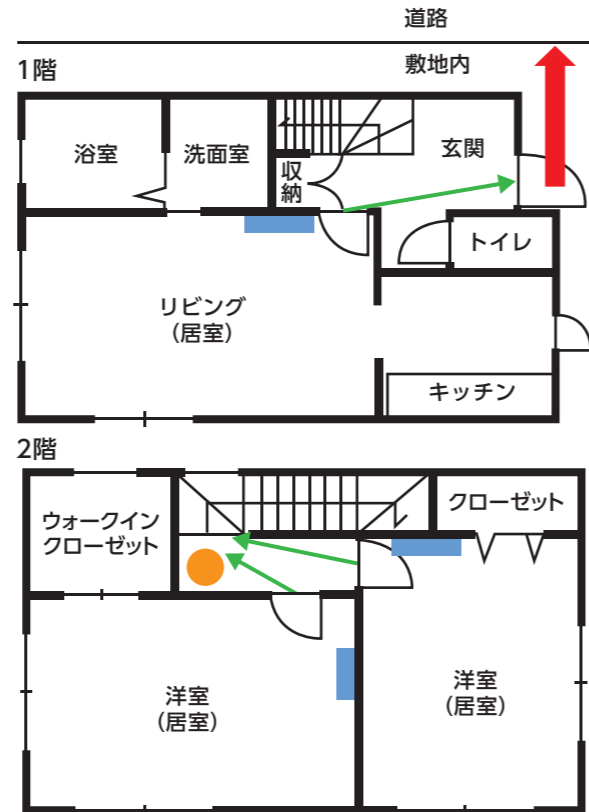 道路
1階
敷地内
浴室
洗面室
収
納
玄関
トイレ
リビング
(居室)
キッチン
2階
ウォークイン
クローゼット
クローゼット
洋室
(居室)
洋室
(居室)